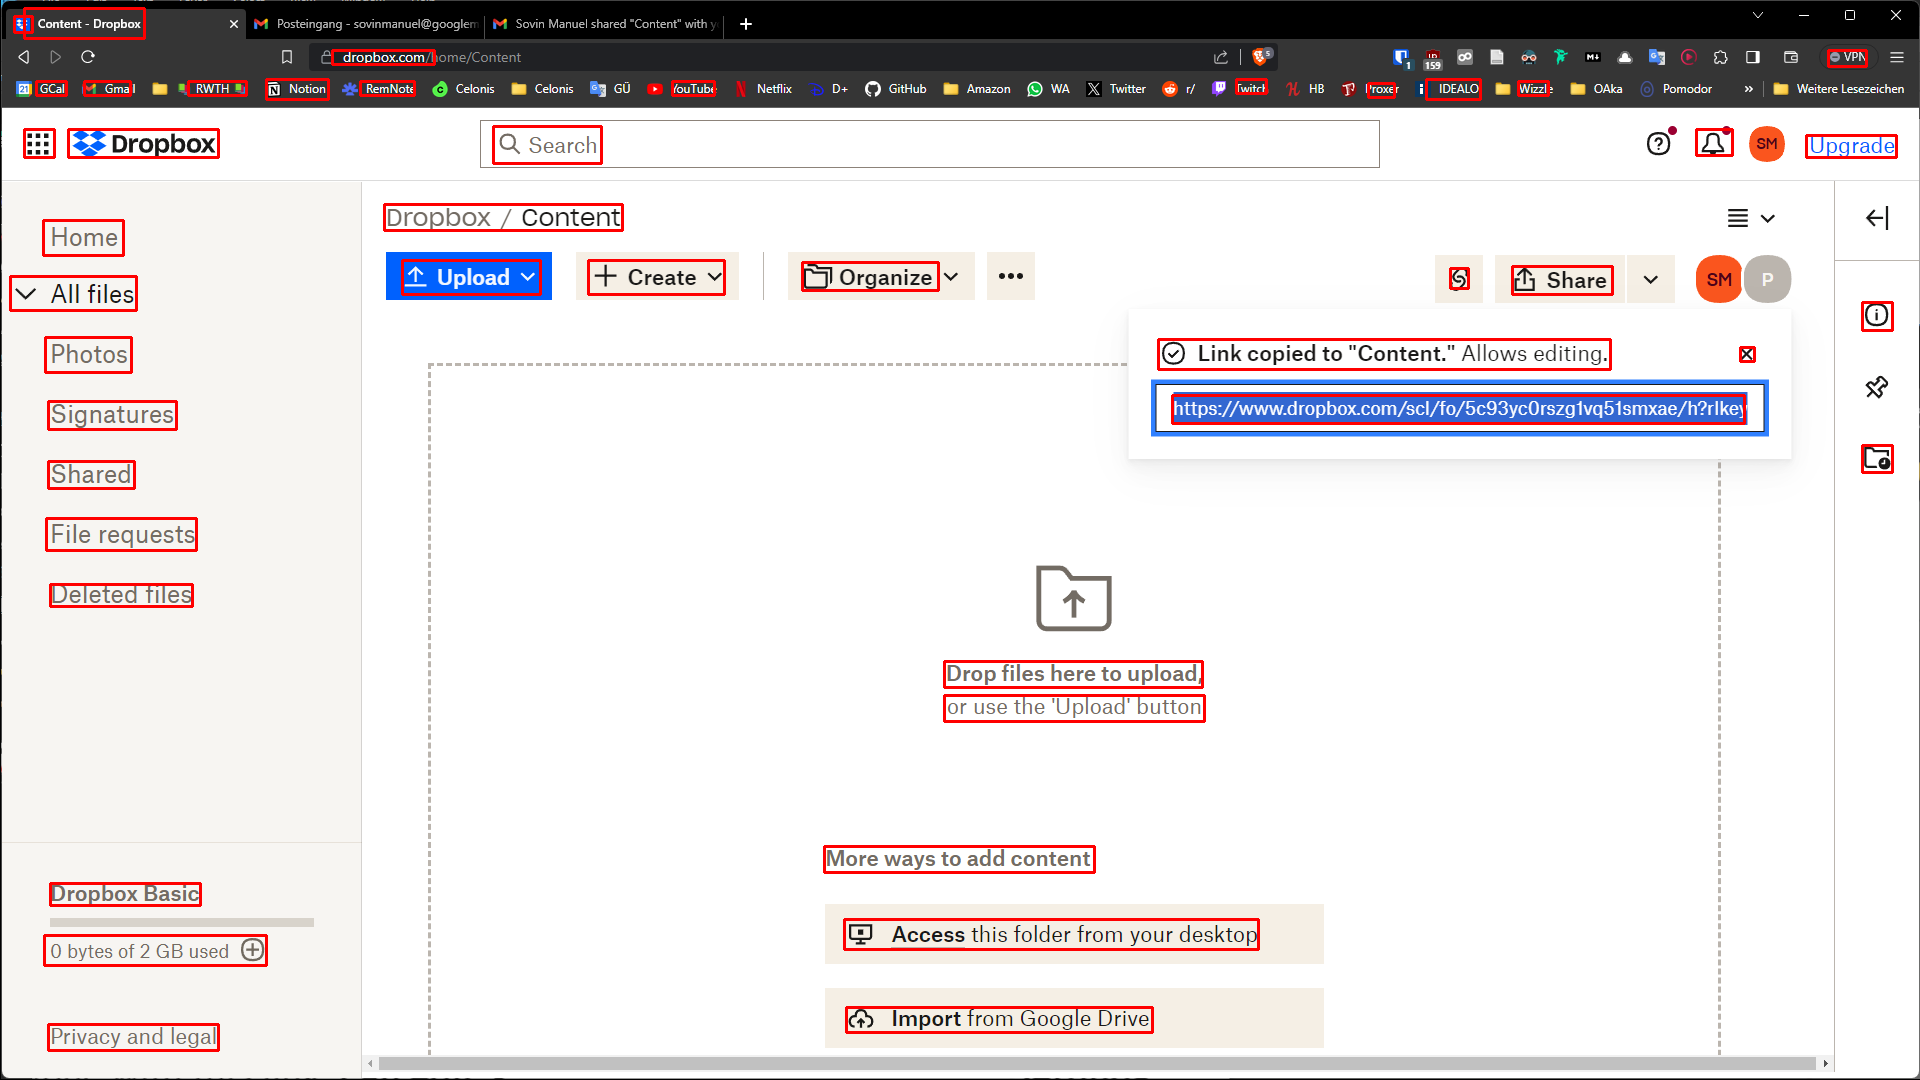 Content - Dropbox
Posteingang - sovinmanuel@googlem
Sovin Manuel shared "Content" with y
dropbox.com/home/Content
5
1
159
VPN
21 GCal
Gmail
RWTH
Notion
RemNote
Celonis
Celonis
GÜ
YouTube
Netflix
D+
GitHub
Amazon
WA
Twitter
r/
Twitch
HB
Proxer
IDEALO
Wizzle
OAka
Pomodor
»
Weitere Lesezeichen
Dropbox
Search
SM
Upgrade
Home
All files
Photos
Signatures
Shared
File requests
Deleted files
Dropbox Basic
0 bytes of 2 GB used
Privacy and legal
Dropbox / Content
Upload
Create
Organize
Share
SM
P
Link copied to "Content." Allows editing.
https://www.dropbox.com/scl/fo/5c93yc0rszg1vq51smxae/h?rlkey
Drop files here to upload,
or use the 'Upload' button
More ways to add content
Access this folder from your desktop
Import from Google Drive